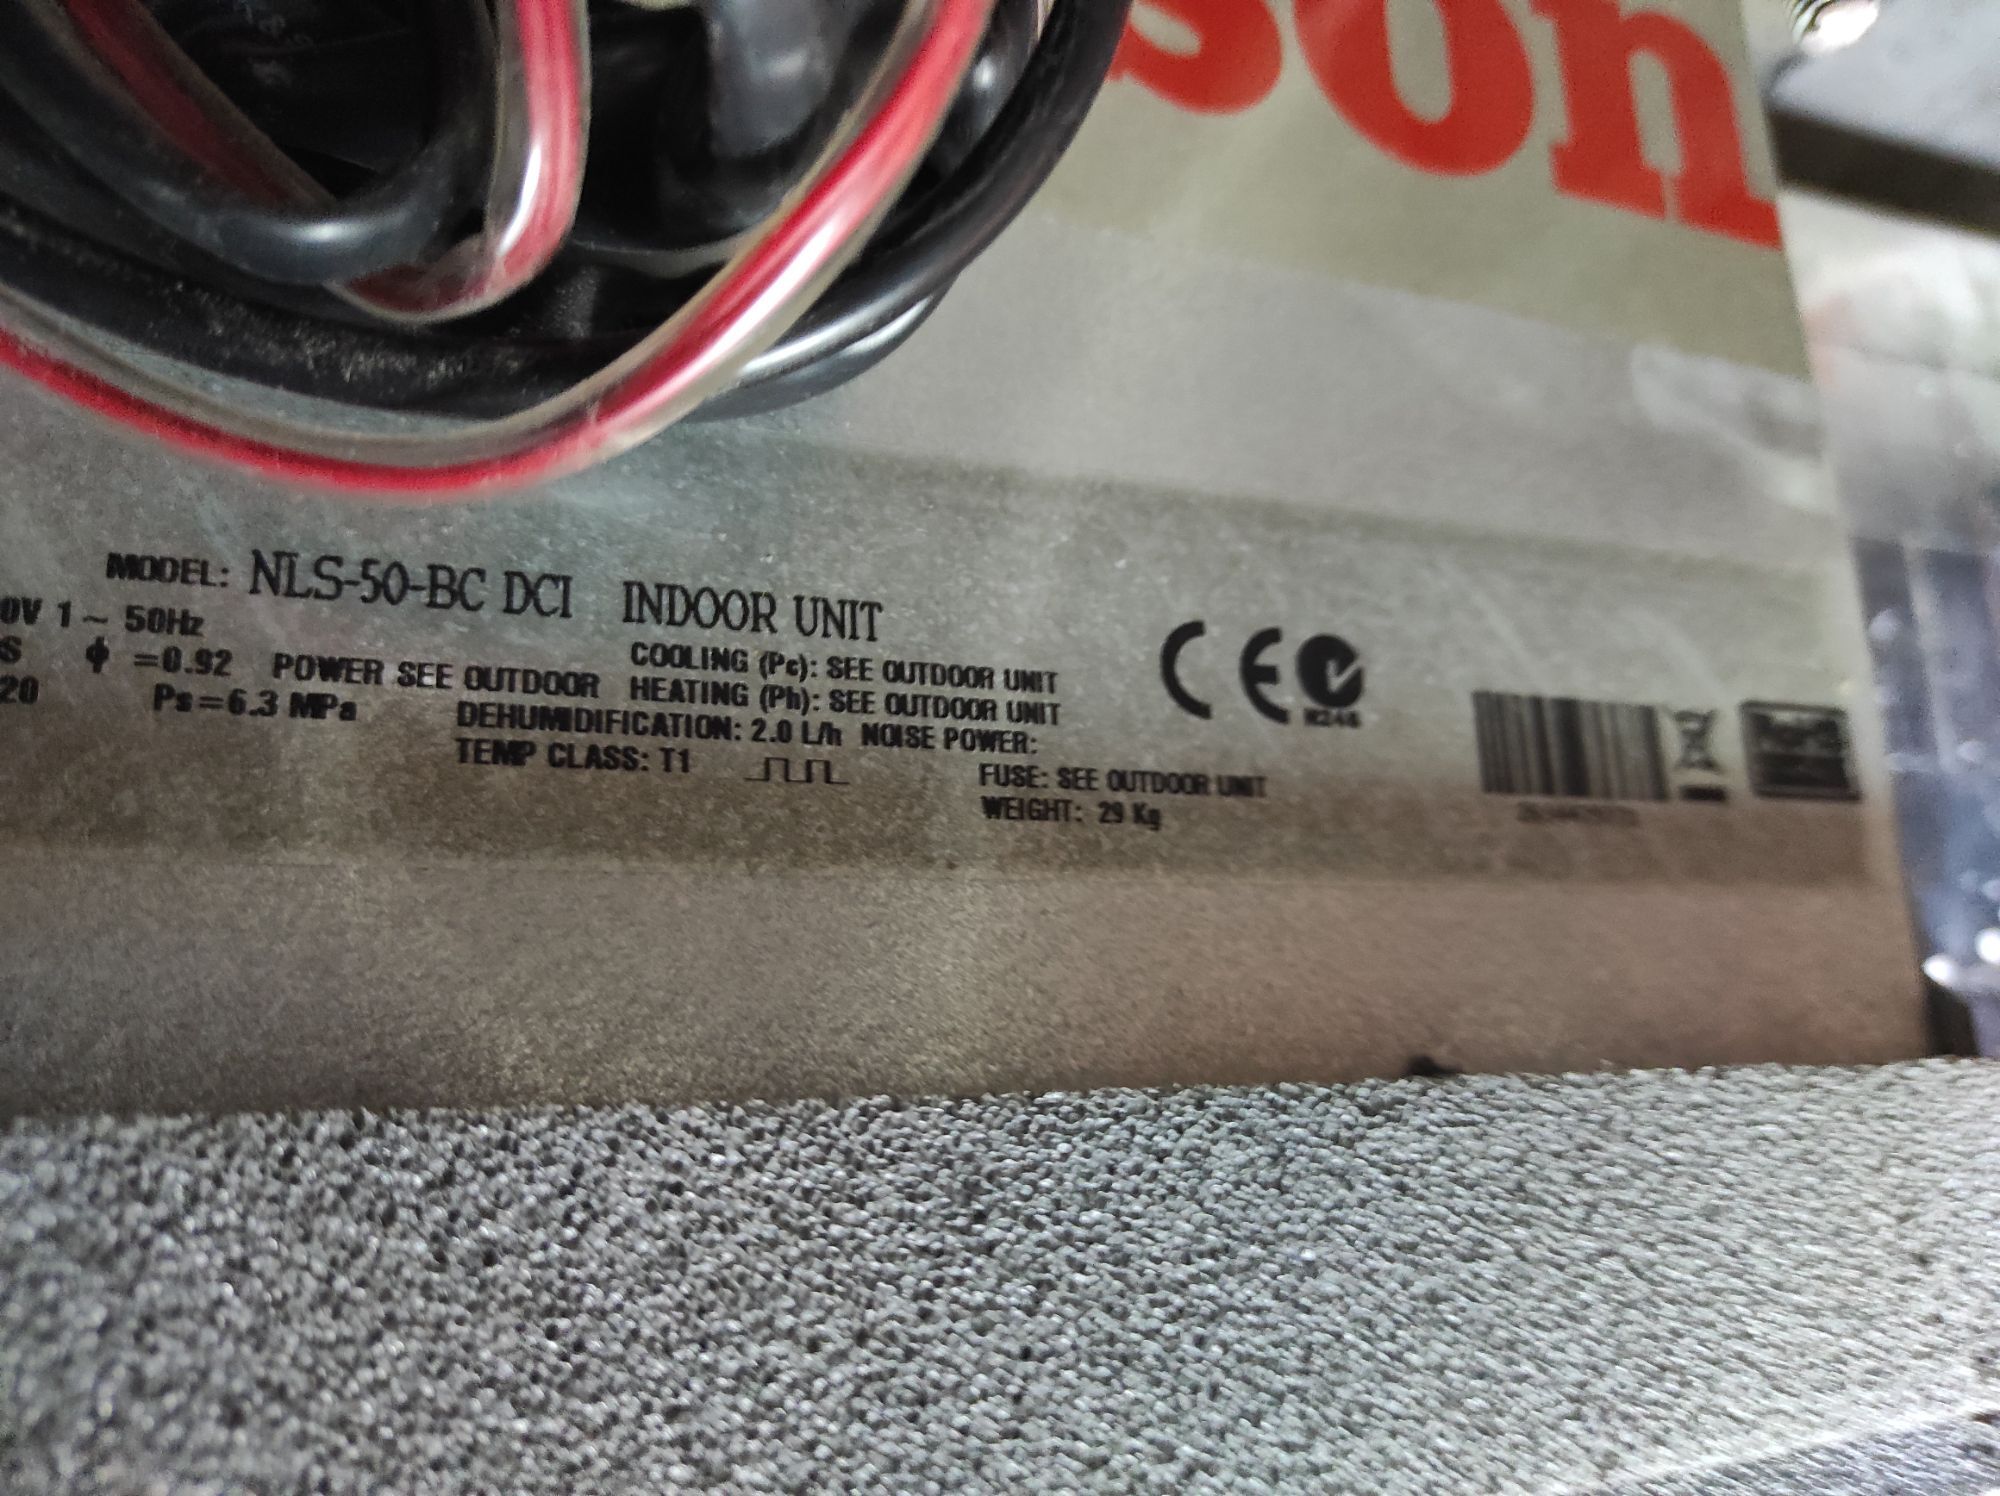 son
MODEL: NLS-50-BC DCI INDOOR UNIT
0V 1 ~ 50Hz
S ϕ =0.92 POWER SEE OUTDOOR
20 Ps=6.3 MPa
COOLING (Pc): SEE OUTDOOR UNIT
HEATING (Ph): SEE OUTDOOR UNIT
DEHUMIDIFICATION: 2.0 L/h NOISE POWER:
TEMP CLASS: T1
FUSE: SEE OUTDOOR UNIT
WEIGHT: 29 Kg
CE